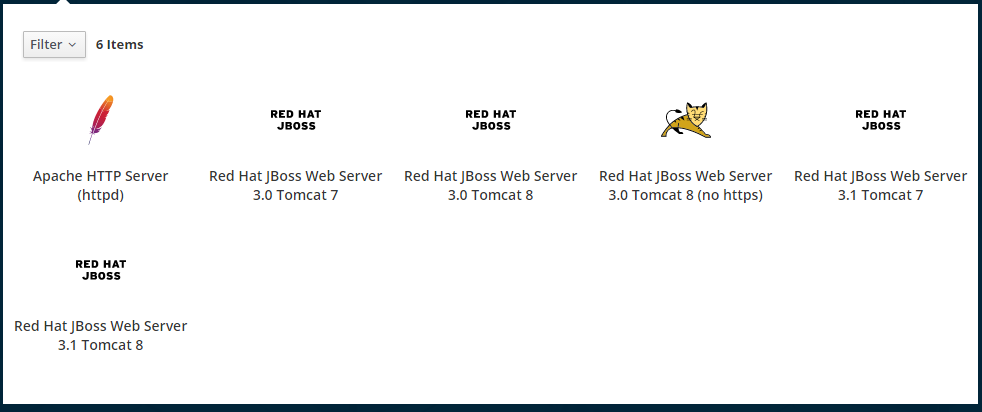 Filter
6 Items
RED HAT
JBOSS
RED HAT
JBOSS
RED HAT
JBOSS
Apache HTTP Server
(httpd)
Red Hat JBoss Web Server
3.0 Tomcat 7
Red Hat JBoss Web Server
3.0 Tomcat 8
Red Hat JBoss Web Server
3.0 Tomcat 8 (no https)
Red Hat JBoss Web Server
3.1 Tomcat 7
RED HAT
JBOSS
Red Hat JBoss Web Server
3.1 Tomcat 8